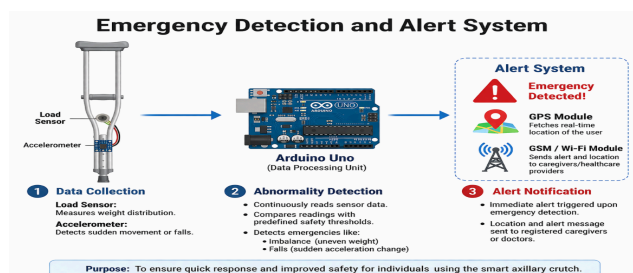 Emergency Detection and Alert System
Load
Sensor
Accelerometer
Arduino Uno
(Data Processing Unit)
Alert System
Emergency
Detected!
GPS Module
Fetches real-time
location of the user
GSM / Wi-Fi Module
Sends alert and location
to caregivers/healthcare
providers
1 Data Collection
Load Sensor:
Measures weight distribution.
Accelerometer:
Detects sudden movement or falls.
2 Abnormality Detection
• Continuously reads sensor data.
• Compares readings with
predefined safety thresholds.
• Detects emergencies like:
• Imbalance (uneven weight)
• Falls (sudden acceleration change)
3 Alert Notification
• Immediate alert triggered upon
emergency detection.
• Location and alert message
sent to registered caregivers
or doctors.
Purpose: To ensure quick response and improved safety for individuals using the smart axillary crutch.